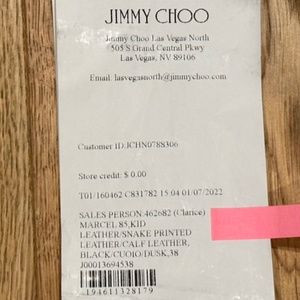 JIMMY CHOO
Jimmy Choo Las Vegas North
505 S Grand Central Pkwy
Las Vegas, NV 89106
Email: lasvegasnorth@jimmychoo.com
Customer ID:JCHN0788306
Store credit: $ 0.00
T01/160462 C831782 15:04 01/07/2022
SALES PERSON:462682 (Clarice)
MARCEL 85,KID
LEATHER/SNAKE PRINTED
LEATHER/CALF LEATHER,
BLACK/CUOIO/DUSK,38
J00013694538
194611328179